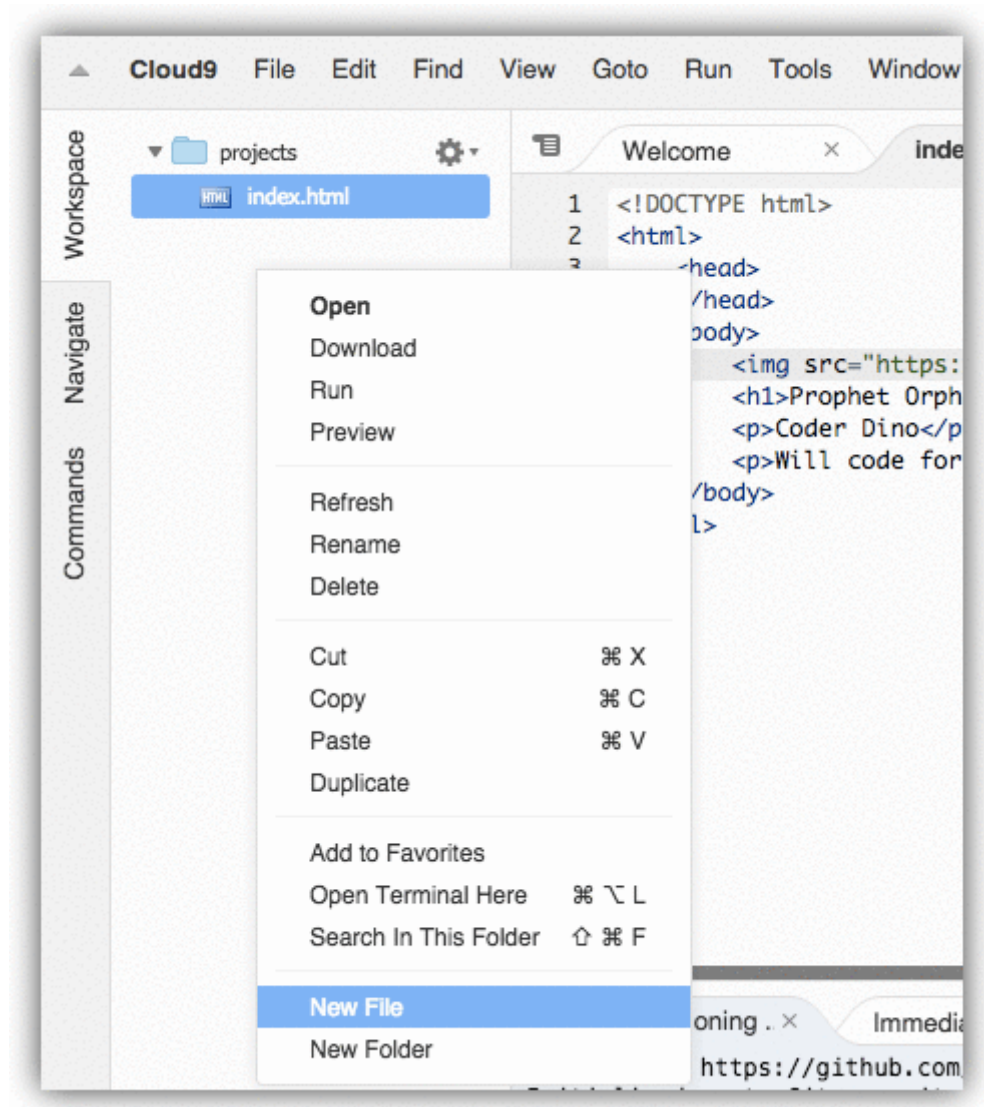 Cloud9 File Edit Find View Goto Run Tools Window
Workspace
Navigate
Commands
projects
HTML index.html
Welcome ×
1 <!DOCTYPE html>
2 <html>
3 <head>
/head>
body>
<img src="https:
<h1>Prophet Orph
<p>Coder Dino</p
<p>Will code for
/body>
l>
Open
Download
Run
Preview
Refresh
Rename
Delete
Cut ⌘ X
Copy ⌘ C
Paste ⌘ V
Duplicate
Add to Favorites
Open Terminal Here ⌘ ⌥ L
Search In This Folder ⇧ ⌘ F
New File
New Folder
oning . ×
Immedia
https://github.com